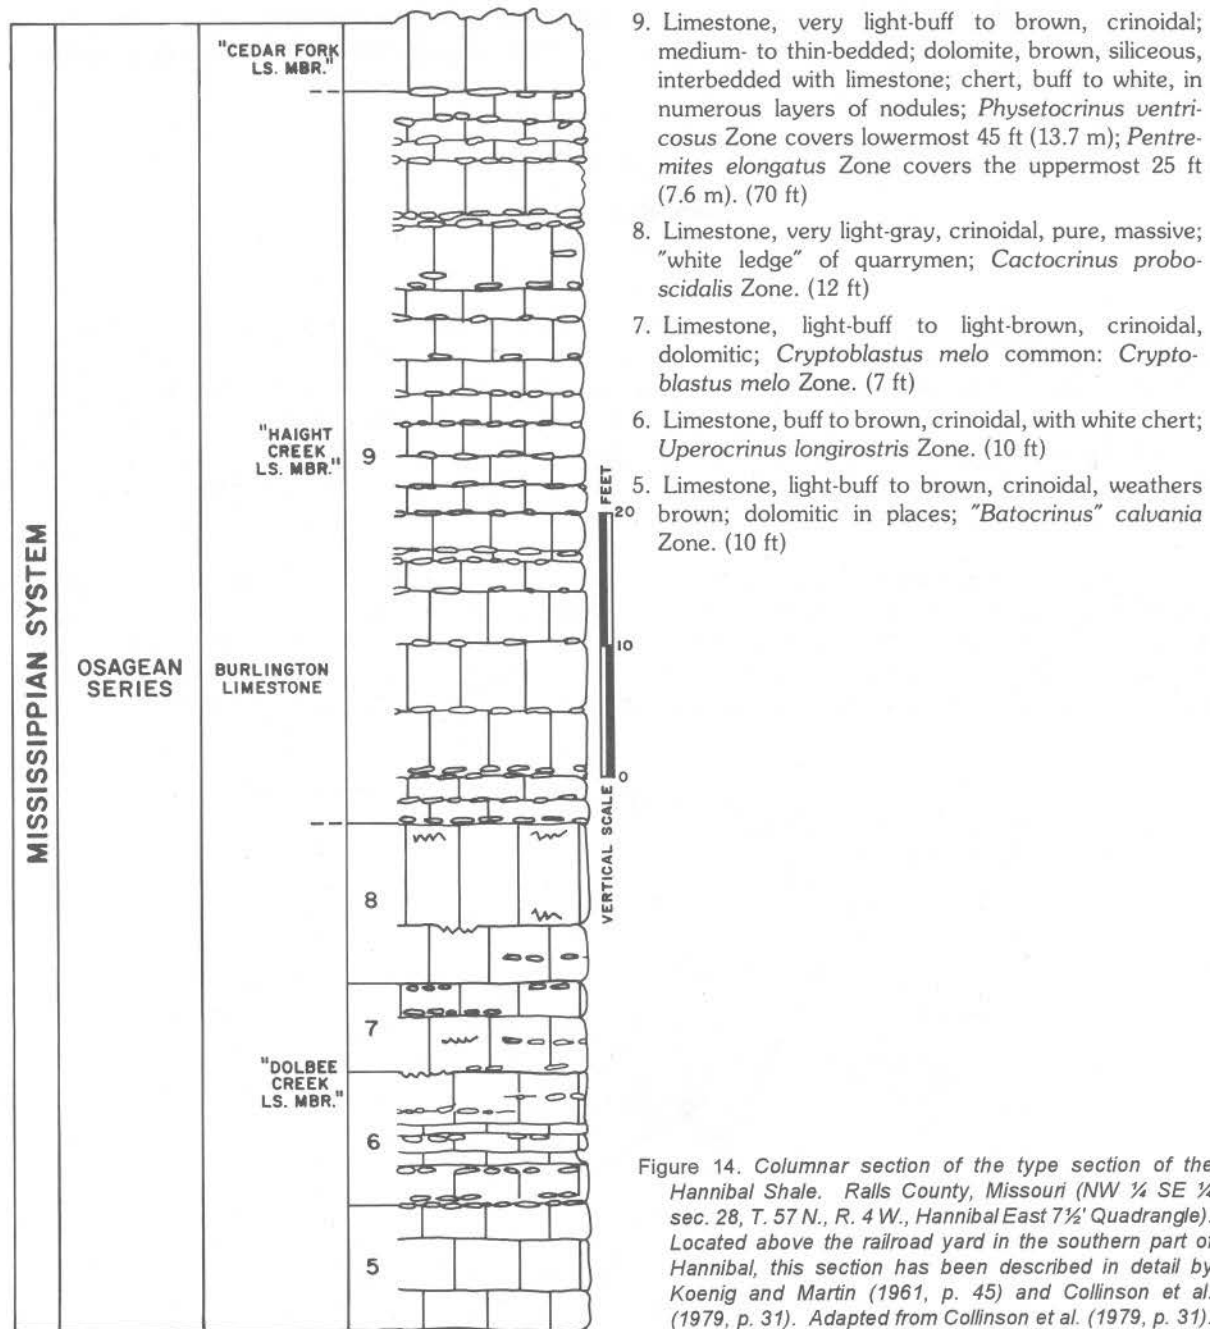 MISSISSIPPIAN SYSTEM
OSAGEAN
SERIES
BURLINGTON
LIMESTONE
"CEDAR FORK
LS. MBR."
"HAIGHT
CREEK
LS. MBR."
"DOLBEE
CREEK
LS. MBR."
9
8
7
6
5
FEET
20
10
0
VERTICAL SCALE
9. Limestone, very light-buff to brown, crinoidal;
medium- to thin-bedded; dolomite, brown, siliceous,
interbedded with limestone; chert, buff to white, in
numerous layers of nodules; Physetocrinus ventri-
cosus Zone covers lowermost 45 ft (13.7 m); Pentre-
mites elongatus Zone covers the uppermost 25 ft
(7.6 m). (70 ft)
8. Limestone, very light-gray, crinoidal, pure, massive;
"white ledge" of quarrymen; Cactocrinus probo-
scidalis Zone. (12 ft)
7. Limestone, light-buff to light-brown, crinoidal,
dolomitic; Cryptoblastus melo common: Crypto-
blastus melo Zone. (7 ft)
6. Limestone, buff to brown, crinoidal, with white chert;
Uperocrinus longirostris Zone. (10 ft)
5. Limestone, light-buff to brown, crinoidal, weathers
brown; dolomitic in places; "Batocrinus" calvania
Zone. (10 ft)
Figure 14. Columnar section of the type section of the
Hannibal Shale. Ralls County, Missouri (NW ¼ SE ¼
sec. 28, T. 57 N., R. 4 W., Hannibal East 7½' Quadrangle).
Located above the railroad yard in the southern part of
Hannibal, this section has been described in detail by
Koenig and Martin (1961, p. 45) and Collinson et al.
(1979, p. 31). Adapted from Collinson et al. (1979, p. 31).